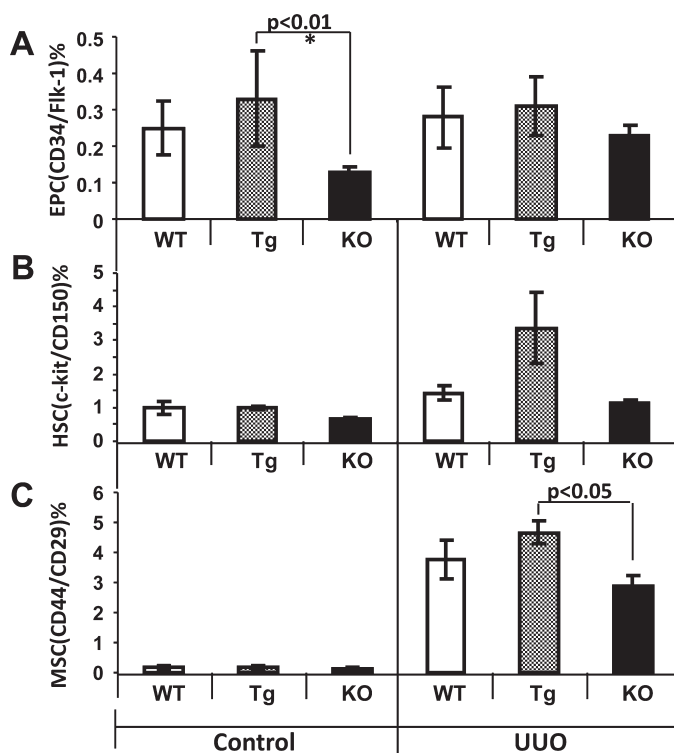 A
EPC(CD34/Flk-1)%
0.5
0.4
0.3
0.2
0.1
0
p<0.01
*
WT Tg KO WT Tg KO
B
HSC(c-kit/CD150)%
5
4
3
2
1
0
WT Tg KO WT Tg KO
C
MSC(CD44/CD29)%
6
5
4
3
2
1
0
p<0.05
WT Tg KO WT Tg KO
Control UUO